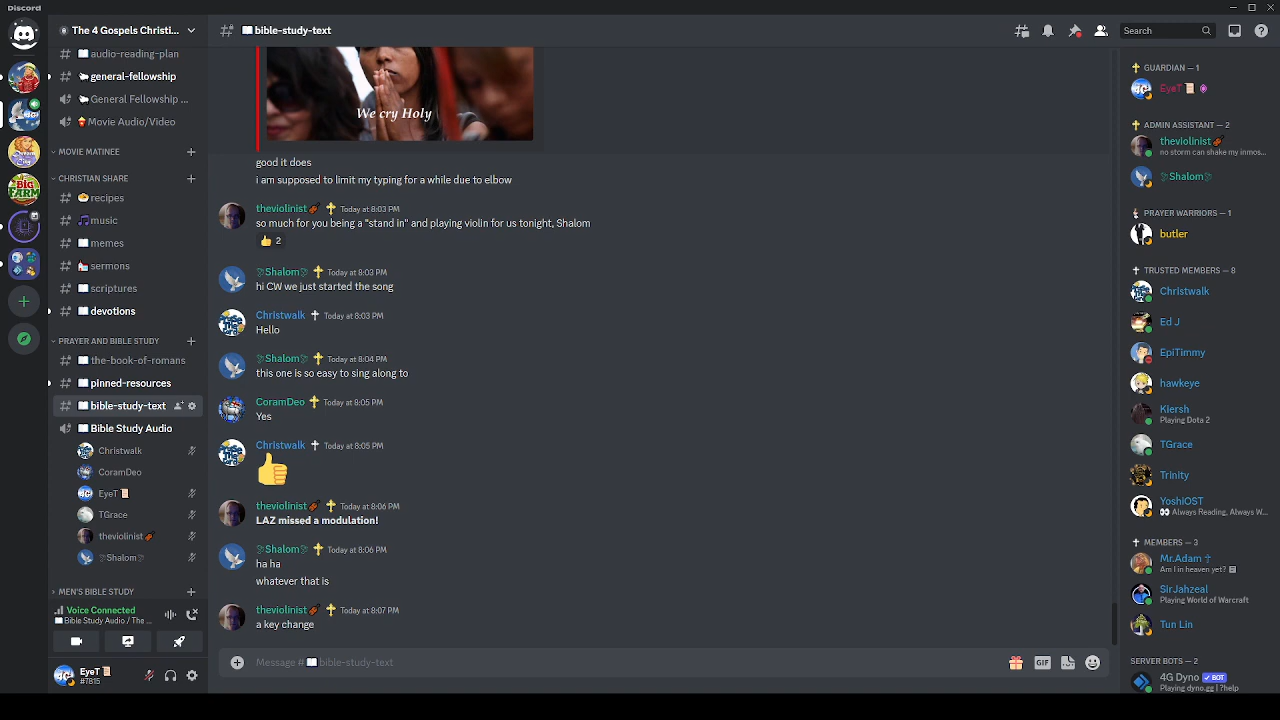 Discord
The 4 Gospels Christi...
audio-reading-plan
general-fellowship
General Fellowship ...
Movie Audio/Video
MOVIE MATINEE
CHRISTIAN SHARE
recipes
music
memes
sermons
scriptures
devotions
PRAYER AND BIBLE STUDY
the-book-of-romans
pinned-resources
bible-study-text
Bible Study Audio
Christwalk
CoramDeo
EyeT
TGrace
theviolinist
Shalom
MEN'S BIBLE STUDY
Voice Connected
Bible Study Audio / The ...
EyeT
#7815
bible-study-text
Search
We cry Holy
good it does
i am supposed to limit my typing for a while due to elbow
theviolinist Today at 8:03 PM
so much for you being a "stand in" and playing violin for us tonight, Shalom
2
Shalom Today at 8:03 PM
hi CW we just started the song
Christwalk Today at 8:03 PM
Hello
Shalom Today at 8:04 PM
this one is so easy to sing along to
CoramDeo Today at 8:05 PM
Yes
Christwalk Today at 8:05 PM
theviolinist Today at 8:06 PM
LAZ missed a modulation!
Shalom Today at 8:06 PM
ha ha
whatever that is
theviolinist Today at 8:07 PM
a key change
Message # bible-study-text
GIF
GUARDIAN — 1
EyeT
ADMIN ASSISTANT — 2
theviolinist
no storm can shake my inmos...
Shalom
PRAYER WARRIORS — 1
butler
TRUSTED MEMBERS — 8
Christwalk
Ed J
EpiTimmy
hawkeye
Kiersh
Playing Dota 2
TGrace
Trinity
YoshiOST
Always Reading, Always W...
MEMBERS — 3
Mr.Adam ✝
Am I in heaven yet?
SirJahzeal
Playing World of Warcraft
Tun Lin
SERVER BOTS — 2
4G Dyno ✓ BOT
Playing dyno.gg | ?help